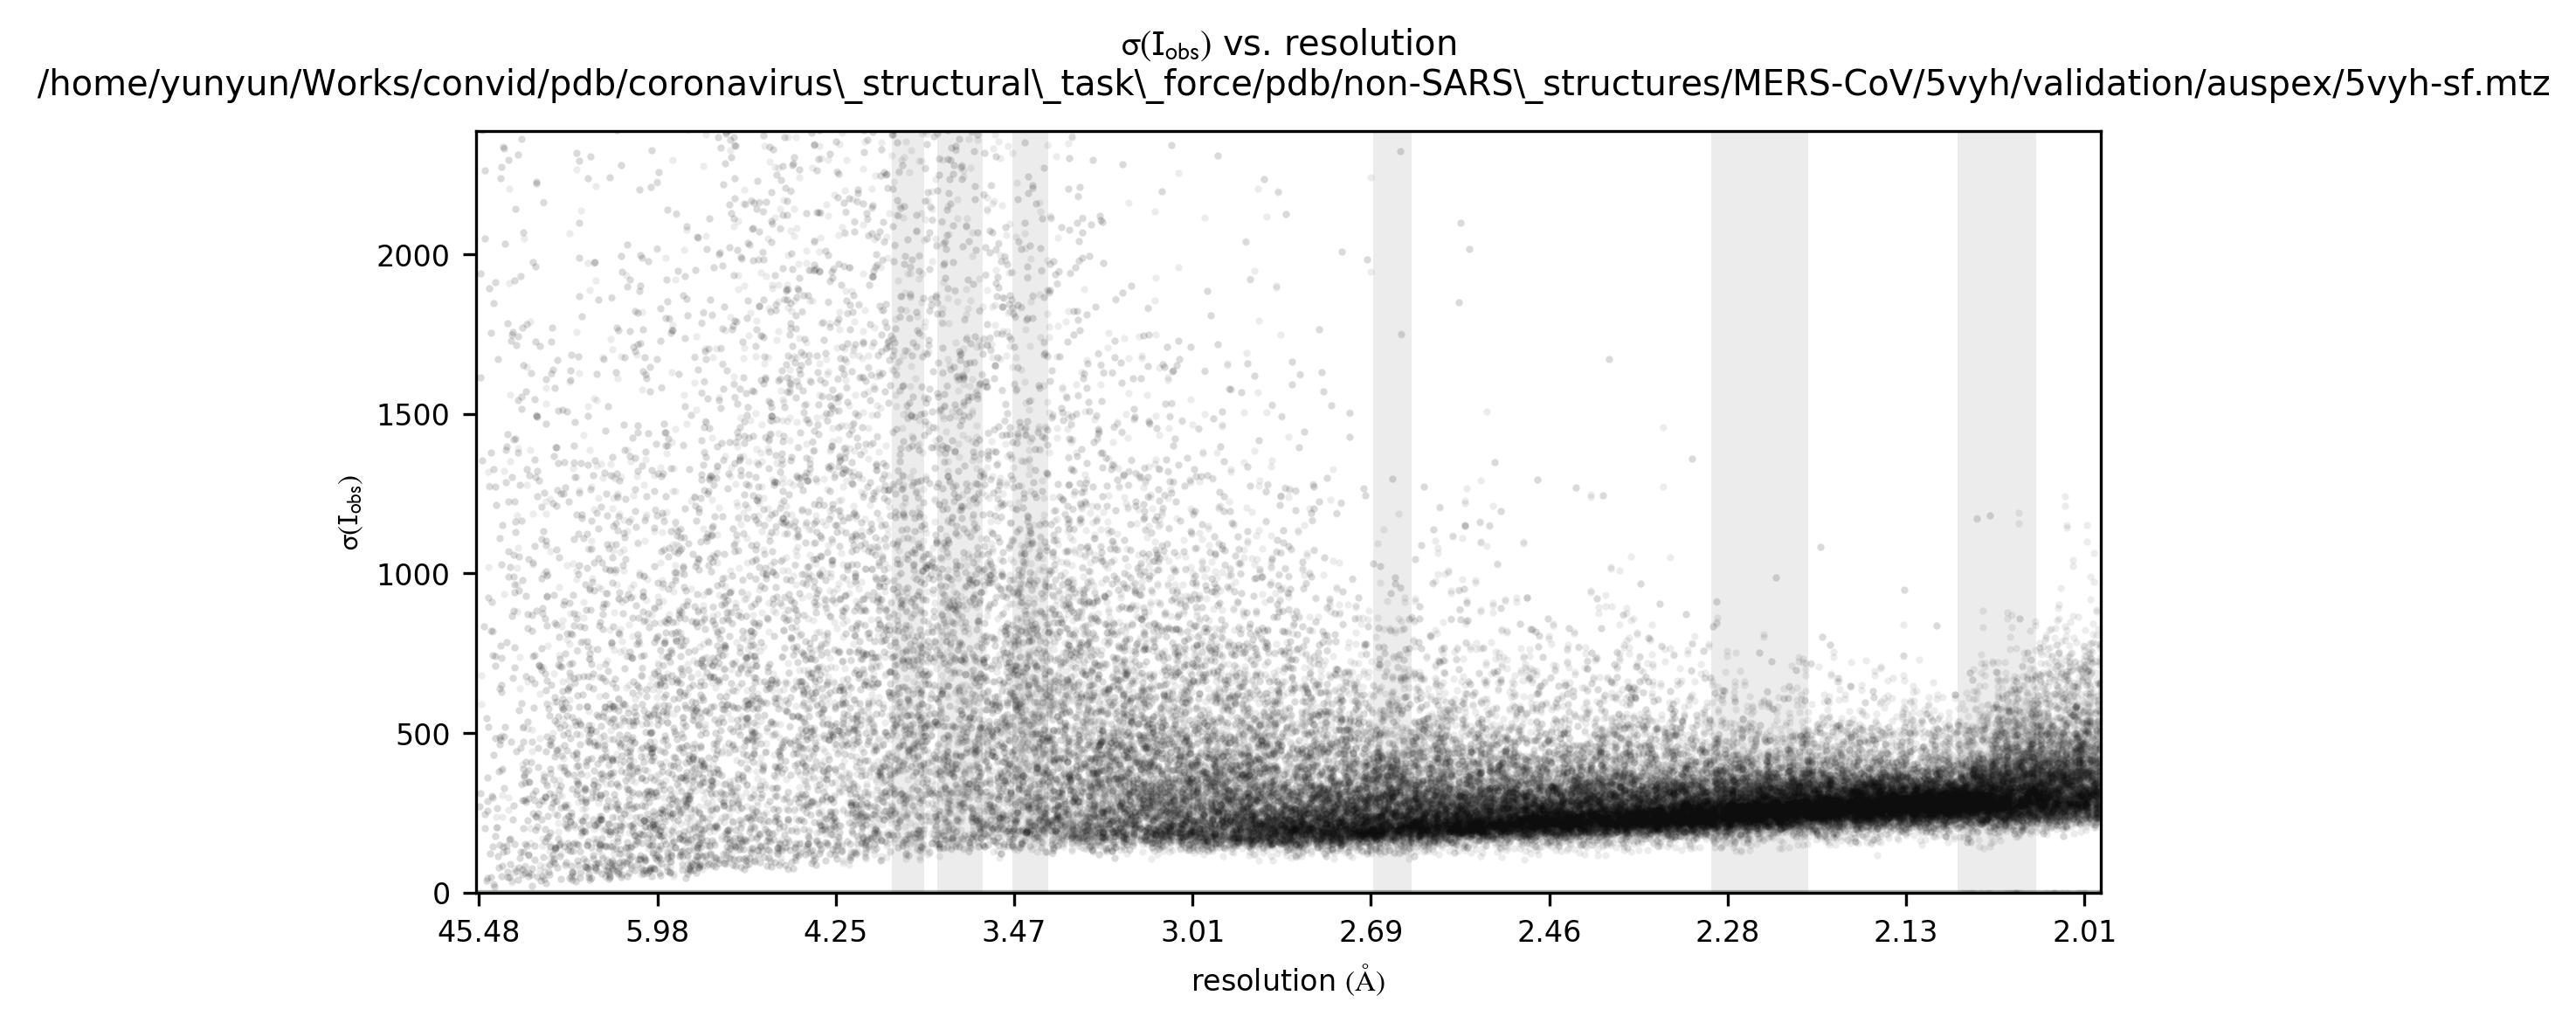 σ(I_obs) vs. resolution
/home/yunyun/Works/convid/pdb/coronavirus\_structural\_task\_force/pdb/non-SARS\_structures/MERS-CoV/5vyh/validation/auspex/5vyh-sf.mtz
σ(I_obs)
2000
1500
1000
500
0
45.48 5.98 4.25 3.47 3.01 2.69 2.46 2.28 2.13 2.01
resolution (Å)